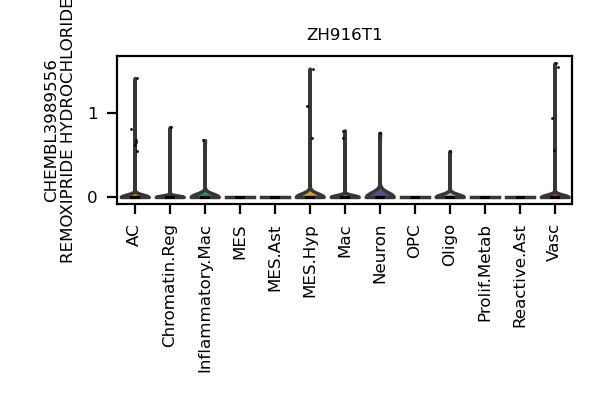 ZH916T1
CHEMBL3989556
REMOXIPRIDE HYDROCHLORIDE
1
0
AC
Chromatin.Reg
Inflammatory.Mac
MES
MES.Ast
MES.Hyp
Mac
Neuron
OPC
Oligo
Prolif.Metab
Reactive.Ast
Vasc